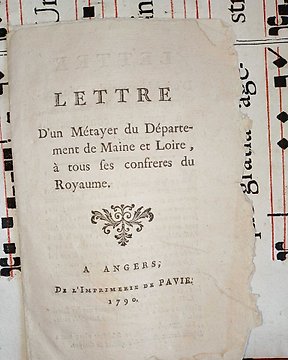 LETTRE
D'un Métayer du Départe-
ment de Maine et Loire,
à tous ses confreres du
Royaume.
A ANGERS,
DE L'IMPRIMERIE DE PAVIE.
1790.